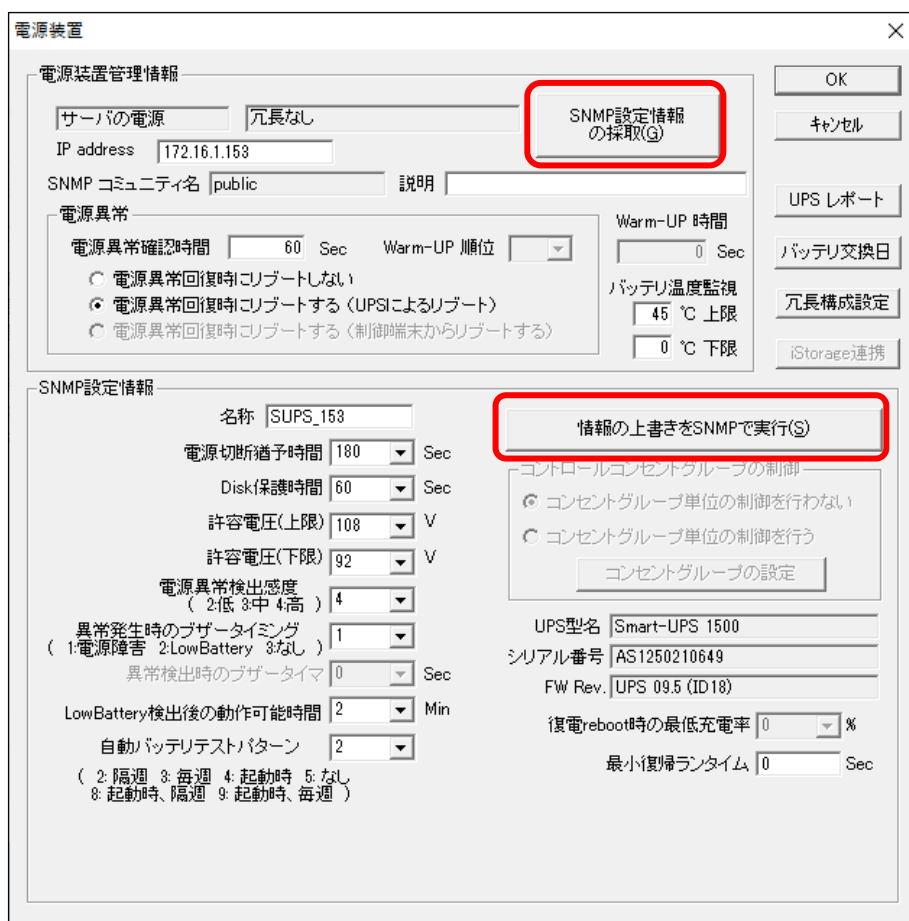 電源装置
電源装置管理情報
OK
サーバの電源 冗長なし
SNMP設定情報
の採取(G)
キャンセル
IP address 172.16.1.153
SNMP コミュニティ名 public 説明
UPS レポート
電源異常
Warm-UP 時間
電源異常確認時間 60 Sec Warm-UP 順位
0 Sec
バッテリ交換日
電源異常回復時にリブートしない
電源異常回復時にリブートする (UPSによるリブート)
電源異常回復時にリブートする (制御端末からリブートする)
バッテリ温度監視
45 ℃ 上限
0 ℃ 下限
冗長構成設定
iStorage連携
SNMP設定情報
名称 SUPS_153
情報の上書きをSNMPで実行(S)
電源切断猶予時間 180 Sec
Disk保護時間 60 Sec
許容電圧(上限) 108 V
許容電圧(下限) 92 V
電源異常検出感度
( 2:低 3:中 4:高 ) 4
異常発生時のブザータイミング
( 1:電源障害 2:LowBattery 3:なし ) 1
異常検出時のブザータイマ 0 Sec
LowBattery検出後の動作可能時間 2 Min
自動バッテリテストパターン 2
( 2: 隔週 3: 毎週 4: 起動時 5: なし
8: 起動時、隔週 9: 起動時、毎週 )
コントロールコンセントグループの制御
コンセントグループ単位の制御を行わない
コンセントグループ単位の制御を行う
コンセントグループの設定
UPS型名 Smart-UPS 1500
シリアル番号 AS1250210649
FW Rev. UPS 09.5 (ID18)
復電reboot時の最低充電率 0 %
最小復帰ランタイム 0 Sec